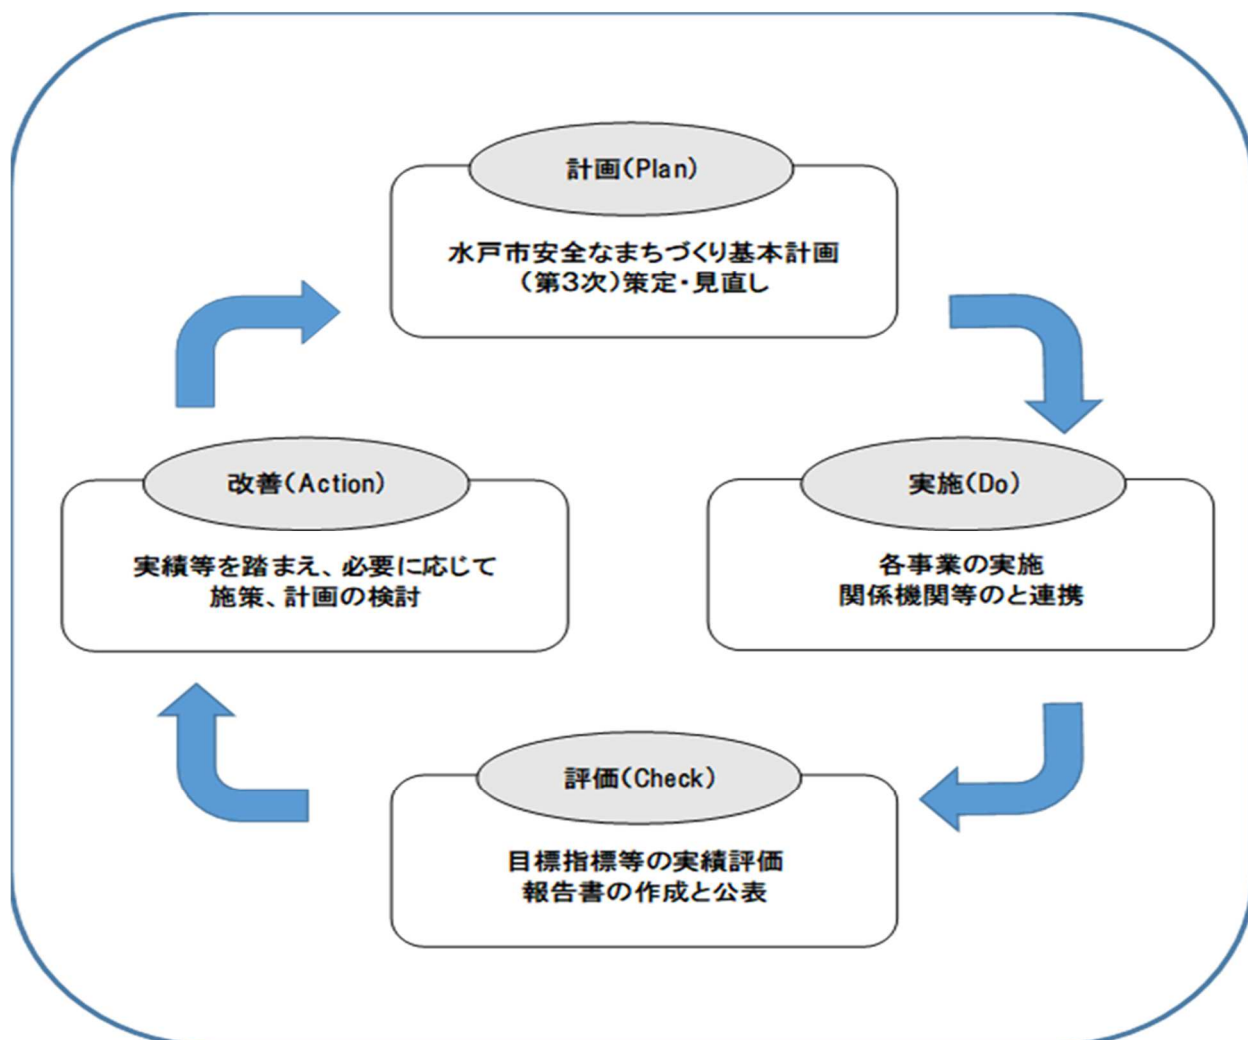 計画(Plan)
水戸市安全なまちづくり基本計画
(第3次)策定・見直し
実施(Do)
各事業の実施
関係機関等のと連携
評価(Check)
目標指標等の実績評価
報告書の作成と公表
改善(Action)
実績等を踏まえ、必要に応じて
施策、計画の検討